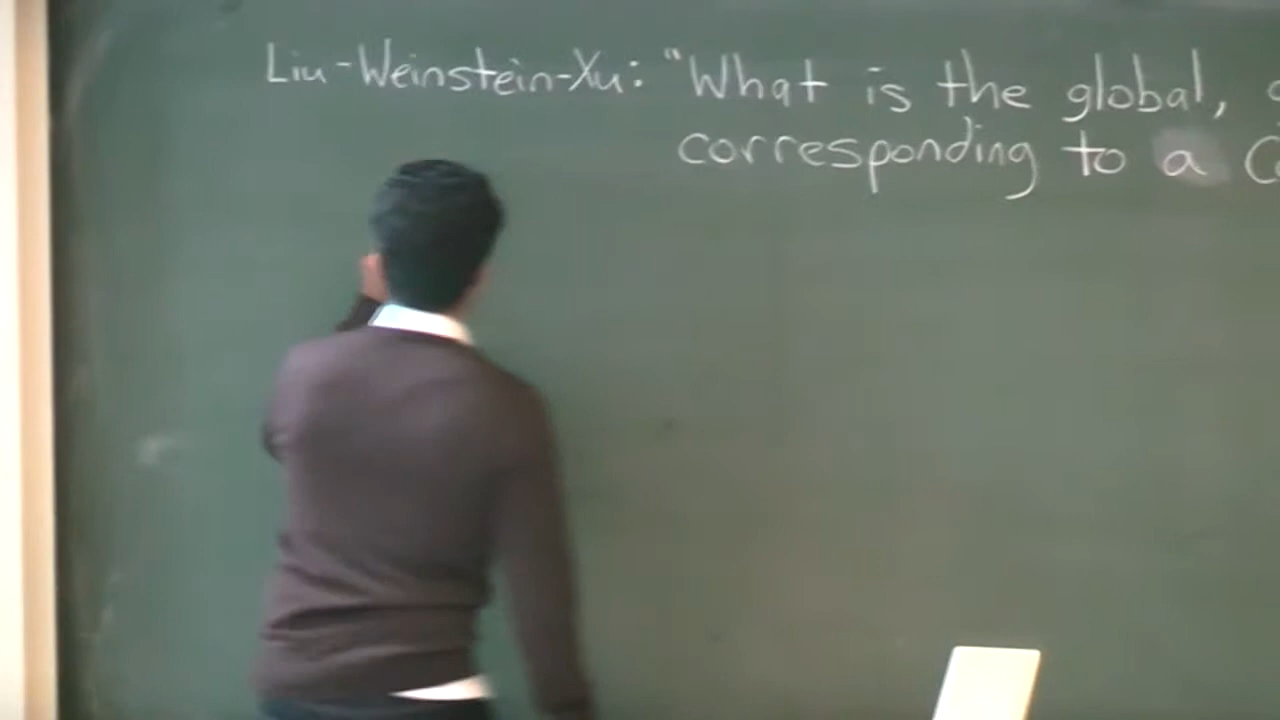 Liu-Weinstein-Xu: "What is the global,
corresponding to a